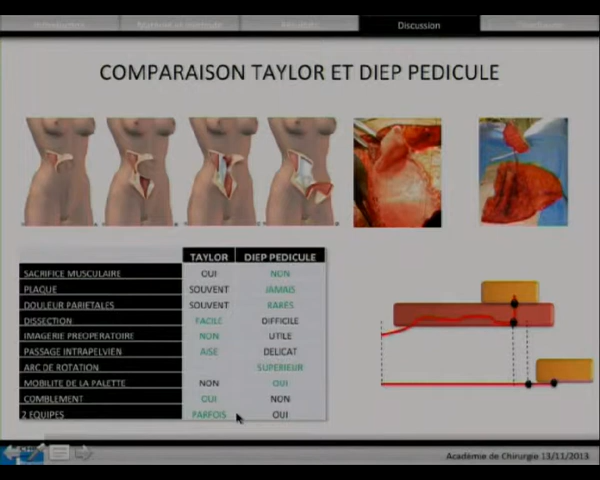 Discussion
COMPARAISON TAYLOR ET DIEP PEDICULE
TAYLOR DIEP PEDICULE
SACRIFICE MUSCULAIRE OUI NON
PLAQUE SOUVENT JAMAIS
DOULEUR PARIETALES SOUVENT RARES
DISSECTION FACILE DIFFICILE
IMAGERIE PREOPERATOIRE NON UTILE
PASSAGE INTRAPELVIEN AISE DELICAT
ARC DE ROTATION SUPERIEUR
MOBILITE DE LA PALETTE NON OUI
COMBLEMENT OUI NON
2 EQUIPES PARFOIS OUI
Académie de Chirurgie 13/11/2013